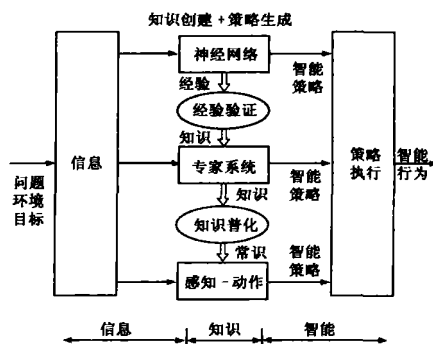 知识创建+策略生成
神经网络
经验
智能
策略
经验验证
知识
信息
专家系统
策略
执行
智能
行为
问题
环境
目标
知识
智能
策略
知识普化
常识
智能
策略
感知-动作
信息
知识
智能